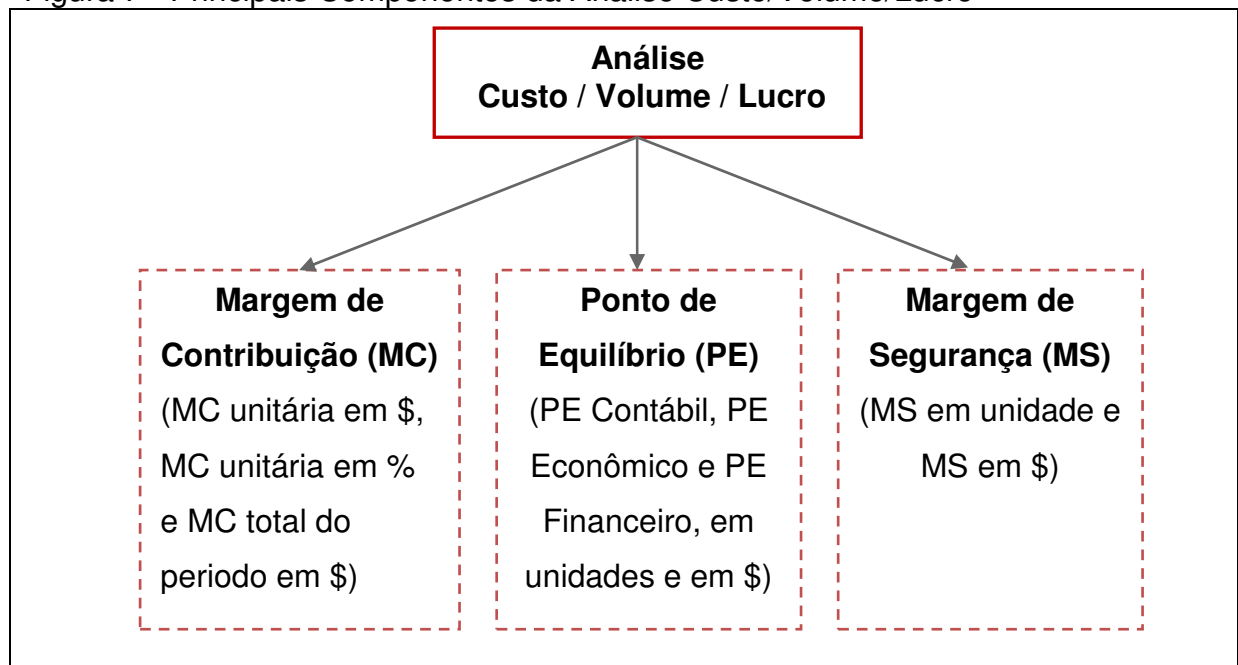 Análise
Custo / Volume / Lucro
Margem de
Contribuição (MC)
(MC unitária em $,
MC unitária em %
e MC total do
periodo em $)
Ponto de
Equilíbrio (PE)
(PE Contábil, PE
Econômico e PE
Financeiro, em
unidades e em $)
Margem de
Segurança (MS)
(MS em unidade e
MS em $)